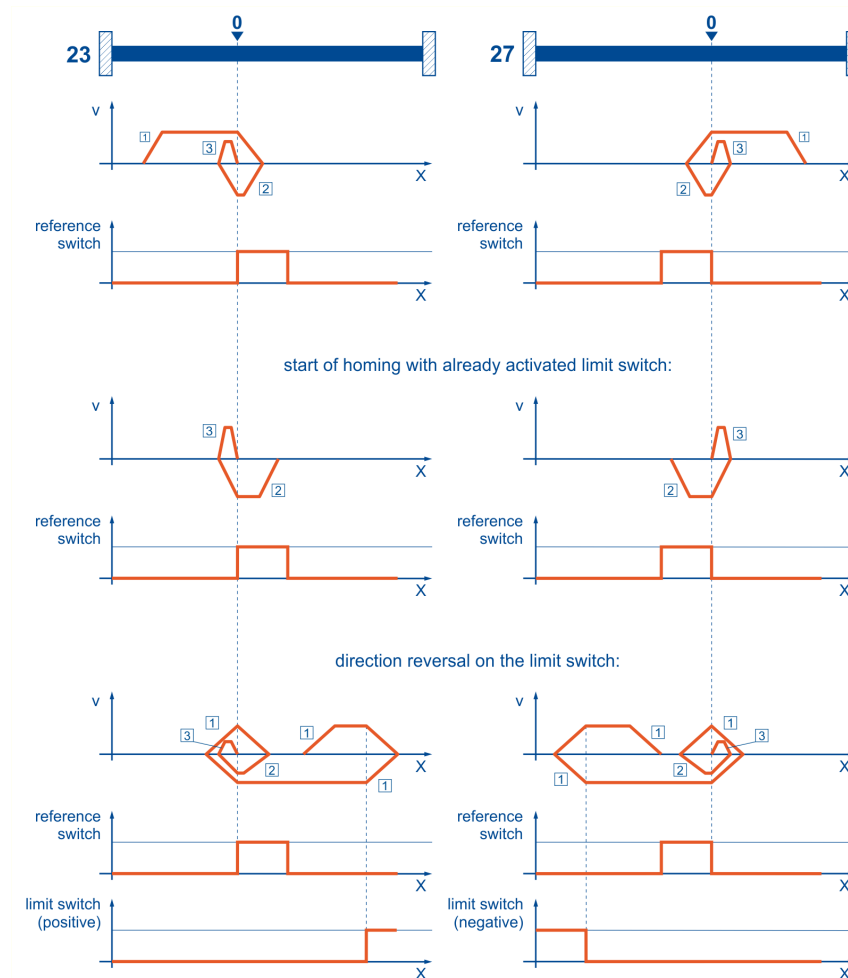 0
0
23
27
v
1
3
2
X
v
1
3
2
X
reference
switch
X
reference
switch
X
start of homing with already activated limit switch:
v
3
2
X
v
3
2
X
reference
switch
X
reference
switch
X
direction reversal on the limit switch:
v
1
3
1
2
1
X
v
1
1
3
2
1
X
reference
switch
X
reference
switch
X
limit switch
(positive)
X
limit switch
(negative)
X